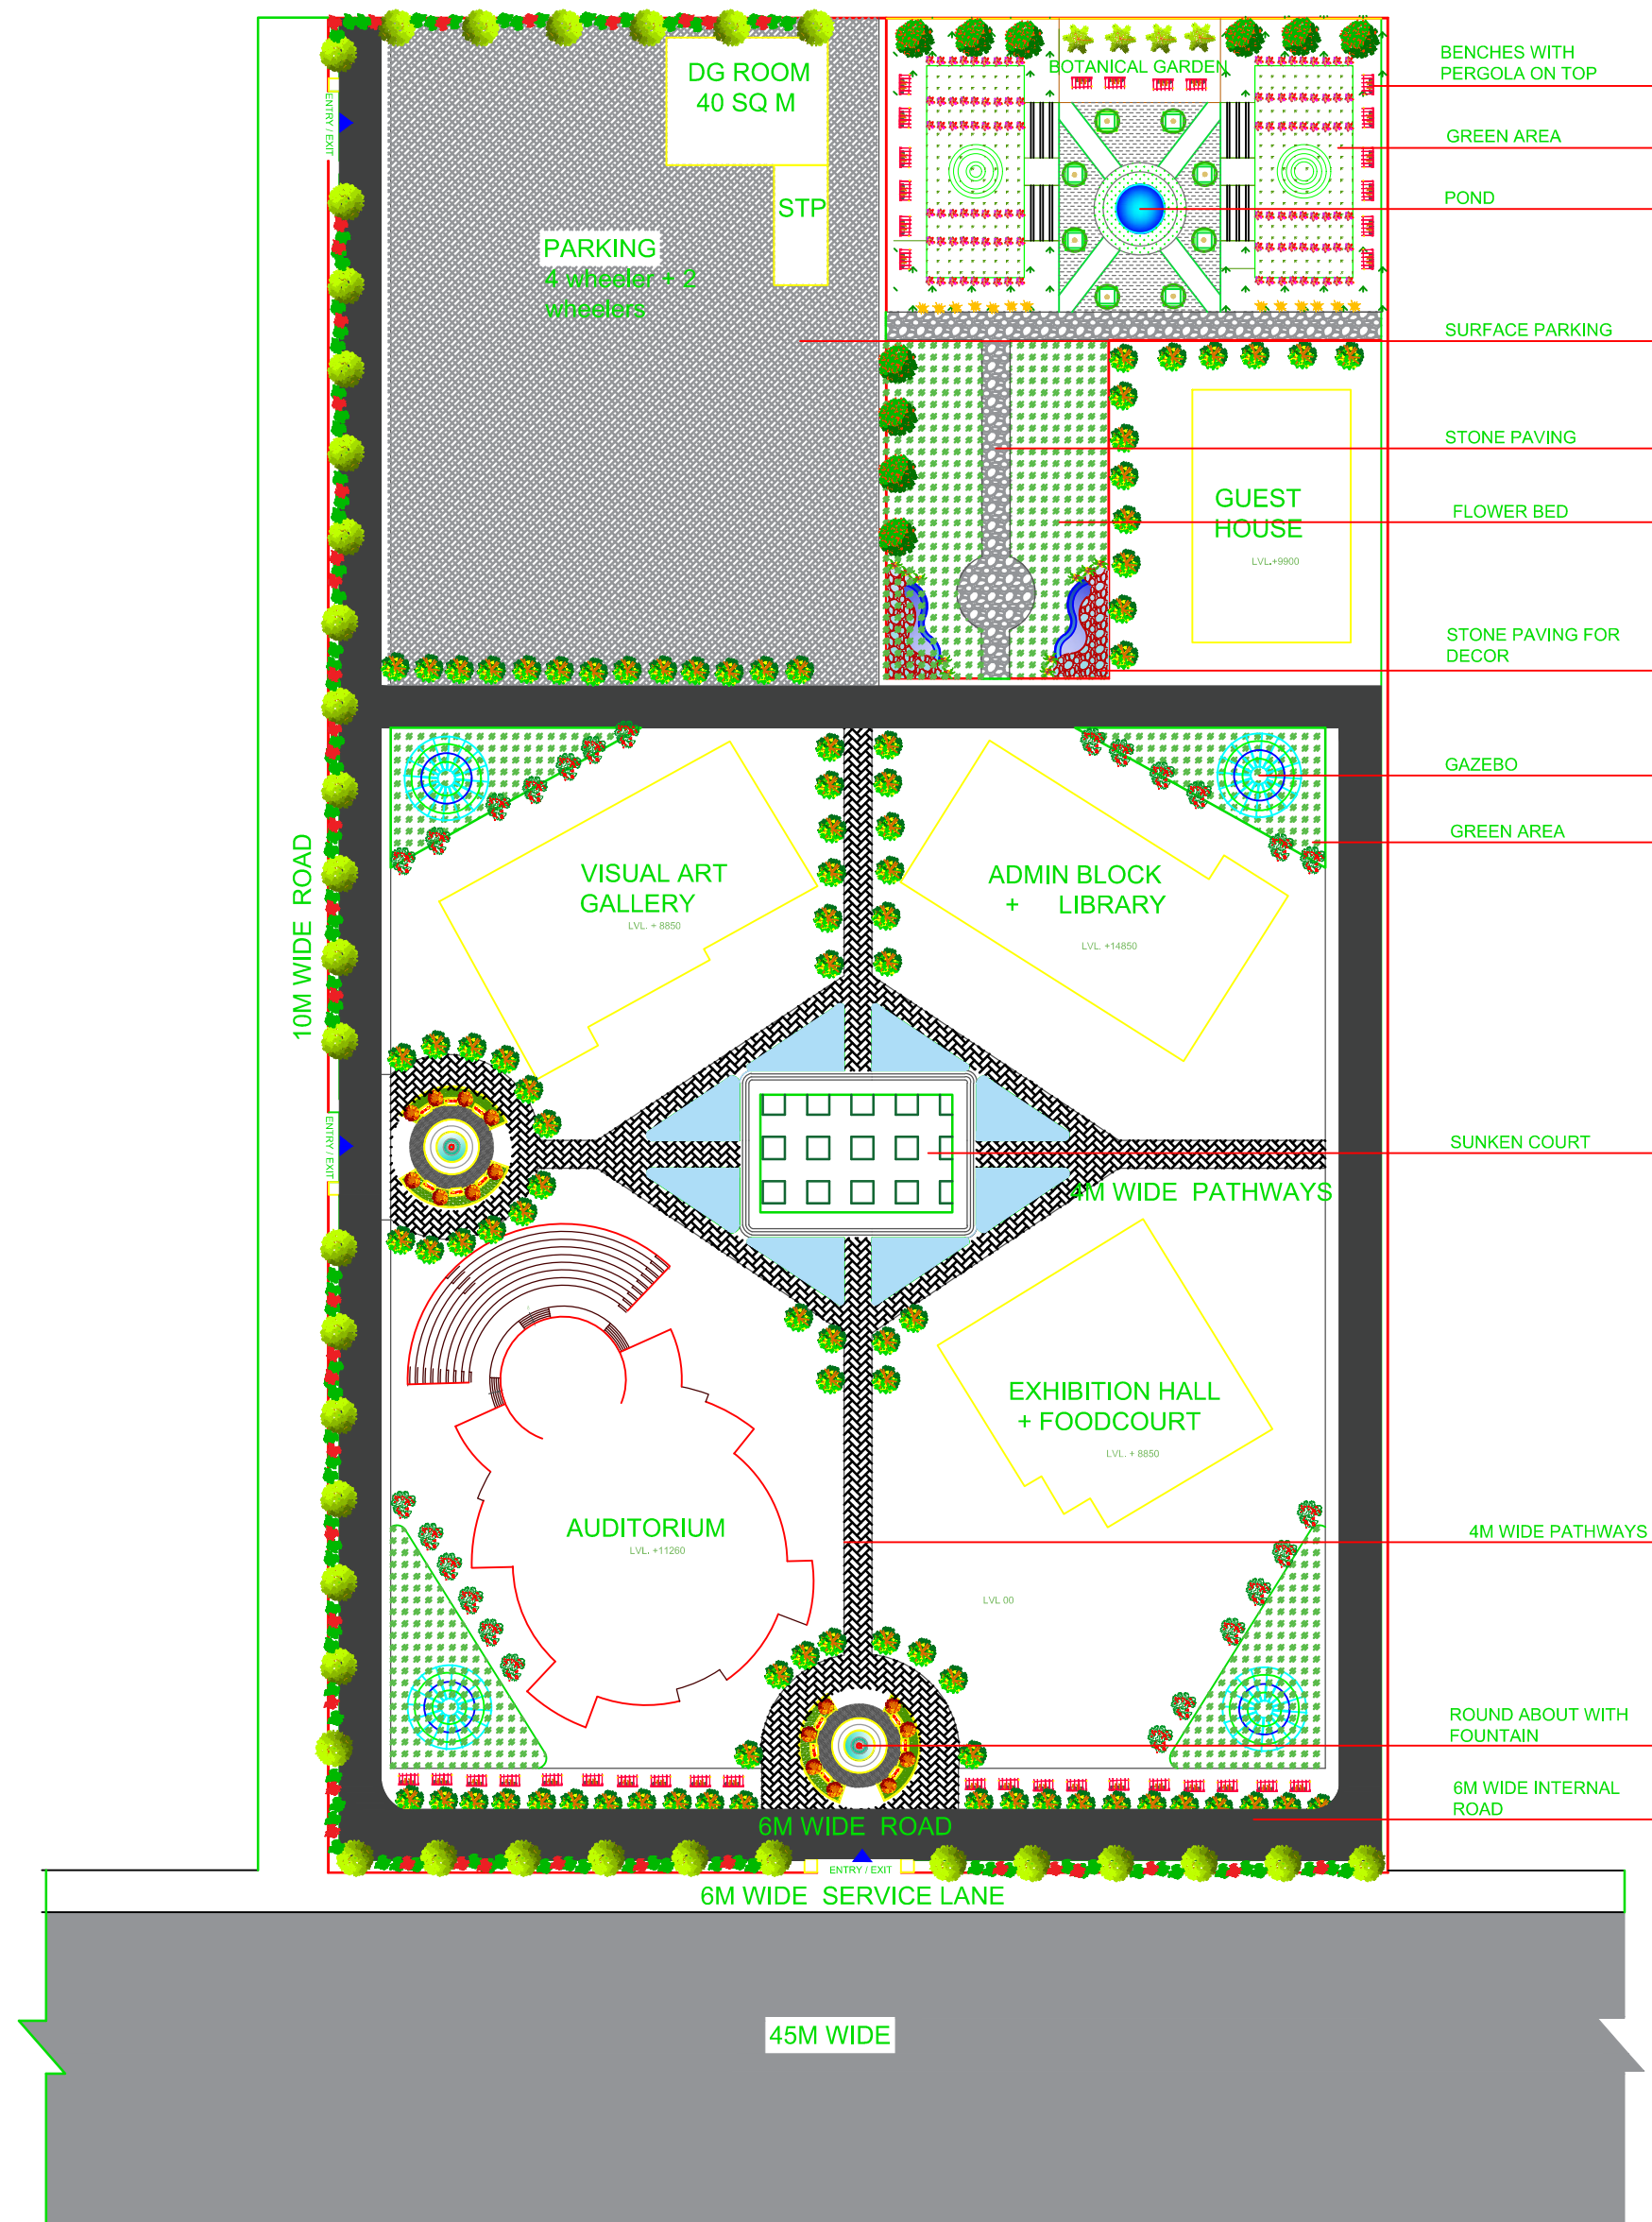 DG ROOM
40 SQ M
STP
PARKING
4 wheeler + 2
wheelers
ENTRY / EXIT
BOTANICAL GARDEN
BENCHES WITH
PERGOLA ON TOP
GREEN AREA
POND
SURFACE PARKING
STONE PAVING
FLOWER BED
STONE PAVING FOR
DECOR
GUEST
HOUSE
LVL.+9900
GAZEBO
GREEN AREA
10M WIDE  ROAD
VISUAL ART
GALLERY
LVL. + 8850
ADMIN BLOCK
+ LIBRARY
LVL. +14850
ENTRY / EXIT
SUNKEN COURT
4M WIDE  PATHWAYS
EXHIBITION HALL
+ FOODCOURT
LVL. + 8850
AUDITORIUM
LVL. +11260
4M WIDE PATHWAYS
LVL 00
ROUND ABOUT WITH
FOUNTAIN
6M WIDE INTERNAL
ROAD
6M WIDE  ROAD
ENTRY / EXIT
6M WIDE  SERVICE LANE
45M WIDE